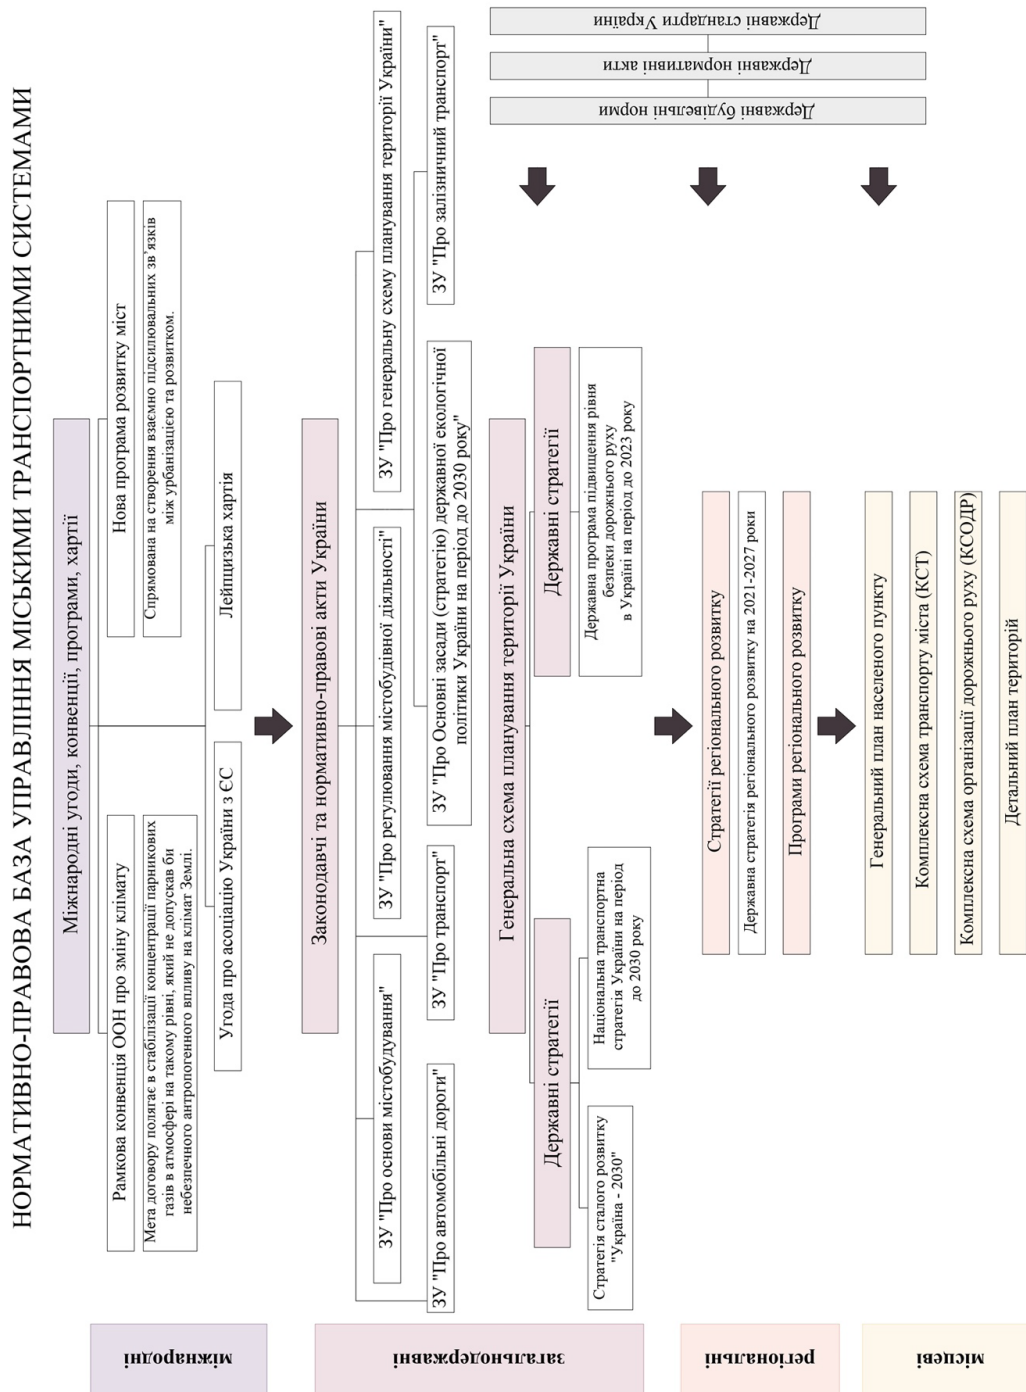 НОРМАТИВНО-ПРАВОВА БАЗА УПРАВЛІННЯ МІСЬКИМИ ТРАНСПОРТНИМИ СИСТЕМАМИ
міжнародні
Міжнародні угоди, конвенції, програми, хартії
Рамкова конвенція ООН про зміну клімату
Мета договору полягає в стабілізації концентрації парникових
газів в атмосфері на такому рівні, який не допускав би
небезпечного антропогенного впливу на клімат Землі.
Нова програма розвитку міст
Спрямована на створення взаємно підсилювальних зв’язків
між урбанізацією та розвитком.
Угода про асоціацію України з ЄС
Лейпцизька хартія
загальнодержавні
Законодавчі та нормативно-правові акти України
ЗУ "Про основи містобудування"
ЗУ "Про регулювання містобудівної діяльності"
ЗУ "Про генеральну схему планування території України"
ЗУ "Про автомобільні дороги"
ЗУ "Про транспорт"
ЗУ "Про Основні засади (стратегію) державної екологічної
політики України на період до 2030 року"
ЗУ "Про залізничний транспорт"
Генеральна схема планування території України
Державні стратегії
Державні стратегії
Стратегія сталого розвитку
"Україна - 2030"
Національна транспортна
стратегія України на період
до 2030 року
Державна програма підвищення рівня
безпеки дорожнього руху
в Україні на період до 2023 року
Державні будівельні норми
Державні нормативні акти
Державні стандарти України
регіональні
Стратегії регіонального розвитку
Державна стратегія регіонального розвитку на 2021-2027 роки
Програми регіонального розвитку
місцеві
Генеральний план населеного пункту
Комплексна схема транспорту міста (КСТ)
Комплексна схема організації дорожнього руху (КСОДР)
Детальний план територій